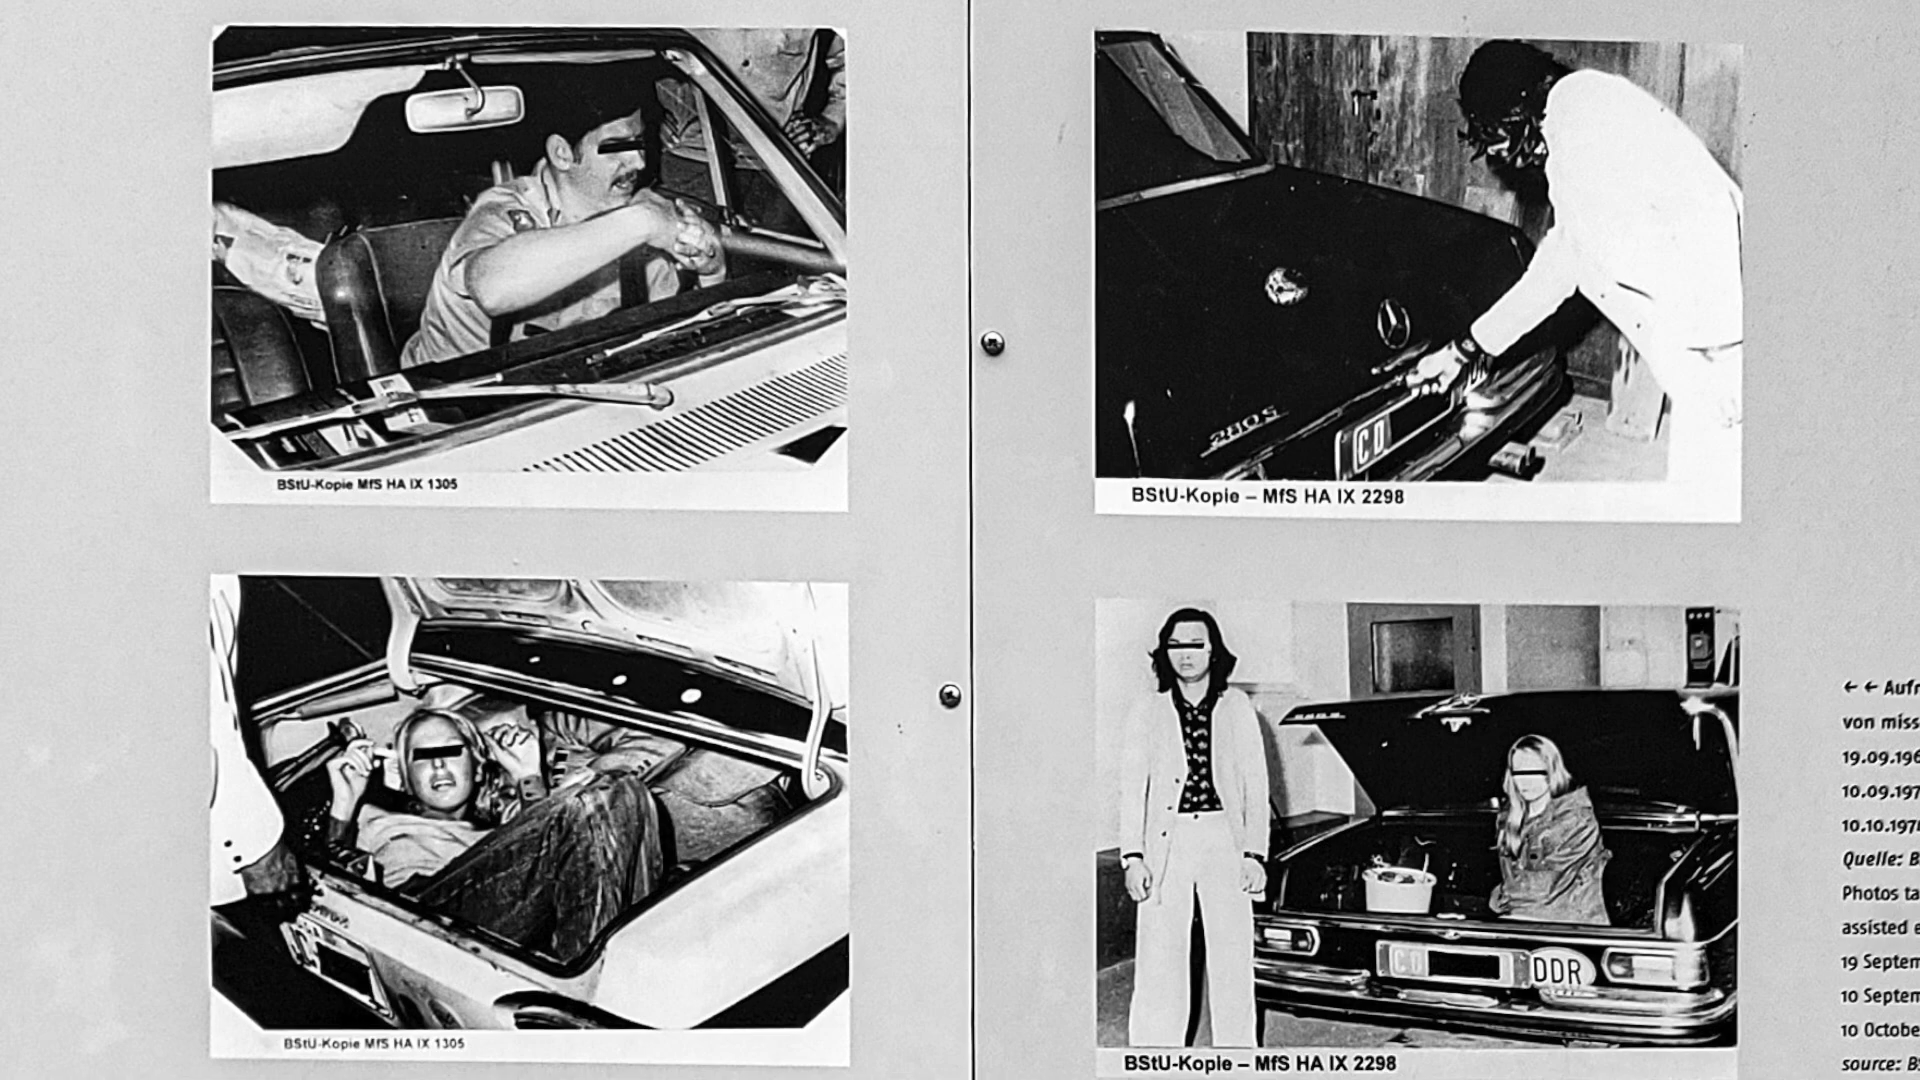 BStU-Kopie MfS HA IX 1305
280S
CD
BStU-Kopie – MfS HA IX 2298
BStU-Kopie MfS HA IX 1305
CD
DDR
BStU-Kopie – MfS HA IX 2298
← ← Aufr
von miss
19.09.196
10.09.197
10.10.197
Quelle: B
Photos ta
assisted e
19 Septem
10 Septem
10 Octobe
source: B